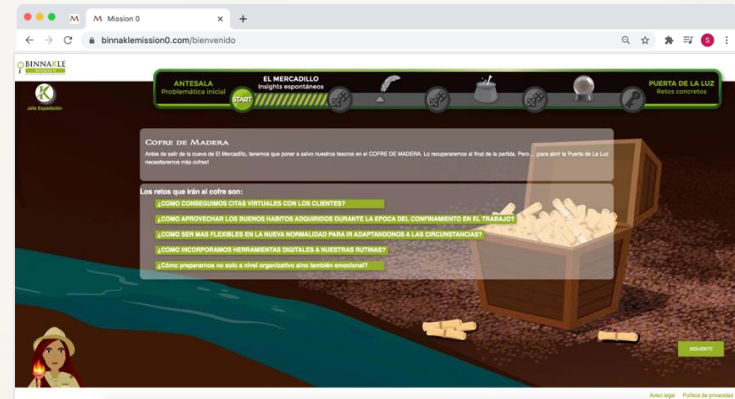 M Mission 0
binnaklemission0.com/bienvenido
S
BINNAKLE
Jefe Expedición
ANTESALA
Problemática inicial
START
EL MERCADILLO
Insights espontáneos
PUERTA DE LA LUZ
Retos concretos
COFRE DE MADERA
Antes de salir de la cueva de El Mercadillo, tenemos que poner a salvo nuestros tesoros en el COFRE DE MADERA. Lo recuperaremos al final de la partida. Pero... para abrir la Puerta de La Luz
necesitaremos más cofres!
Los retos que irán al cofre son:
¿COMO CONSEGUIMOS CITAS VIRTUALES CON LOS CLIENTES?
¿COMO APROVECHAR LOS BUENOS HABITOS ADQUIRIDOS DURANTE LA EPOCA DEL CONFINAMIENTO EN EL TRABAJO?
¿COMO SER MAS FLEXIBLES EN LA NUEVA NORMALIDAD PARA IR ADAPTANDONOS A LAS CIRCUNSTANCIAS?
¿COMO INCORPORAMOS HERRAMIENTAS DIGITALES A NUESTRAS RUTINAS?
¿Cómo prepararnos no solo a nivel organizativo sino también emocional?
SIGUIENTE
Aviso legal Política de privacidad